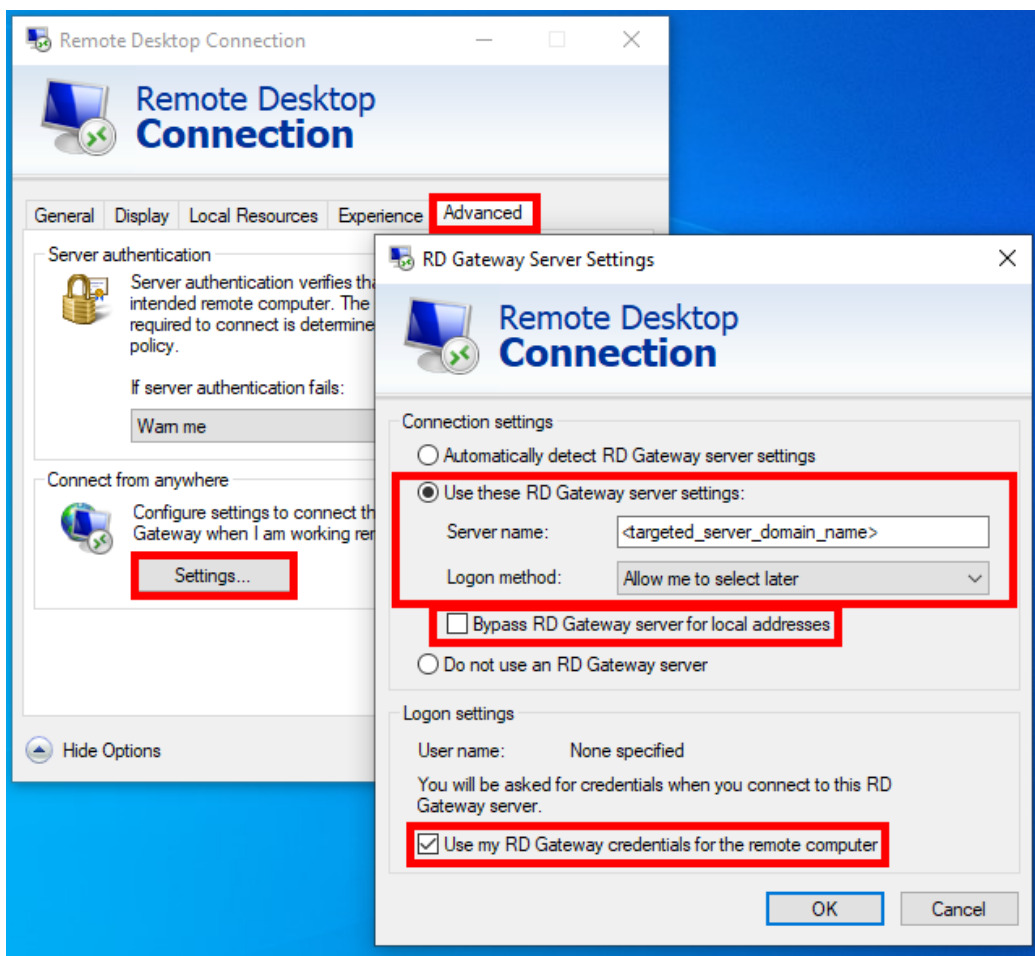 Remote Desktop Connection
Remote Desktop
Connection
General Display Local Resources Experience Advanced
Server authentication
Server authentication verifies tha
intended remote computer. The
required to connect is determine
policy.
If server authentication fails:
Warn me
Connect from anywhere
Configure settings to connect th
Gateway when I am working rer
Settings...
Hide Options
RD Gateway Server Settings
Remote Desktop
Connection
Connection settings
Automatically detect RD Gateway server settings
Use these RD Gateway server settings:
Server name: <targeted_server_domain_name>
Logon method: Allow me to select later
Bypass RD Gateway server for local addresses
Do not use an RD Gateway server
Logon settings
User name: None specified
You will be asked for credentials when you connect to this RD
Gateway server.
Use my RD Gateway credentials for the remote computer
OK Cancel